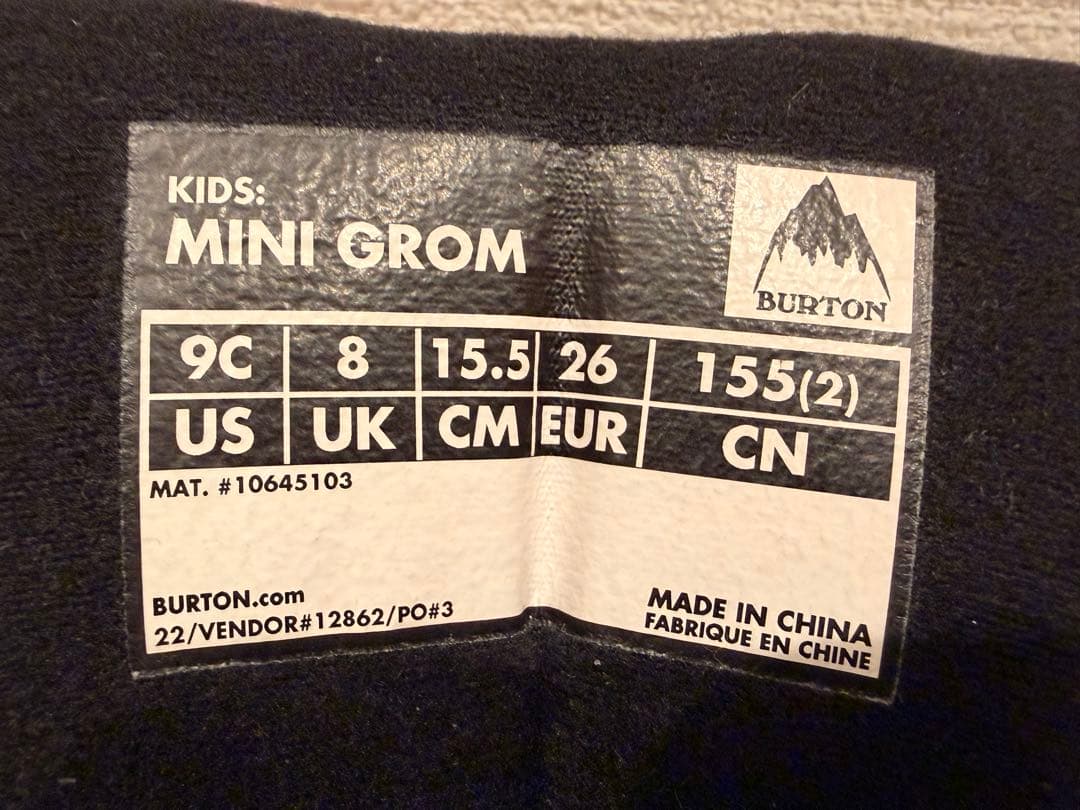 KIDS:
MINI GROM
BURTON
9C 8 15.5 26 155(2)
US UK CM EUR CN
MAT. #10645103
BURTON.com
22/VENDOR#12862/PO#3
MADE IN CHINA
FABRIQUE EN CHINE